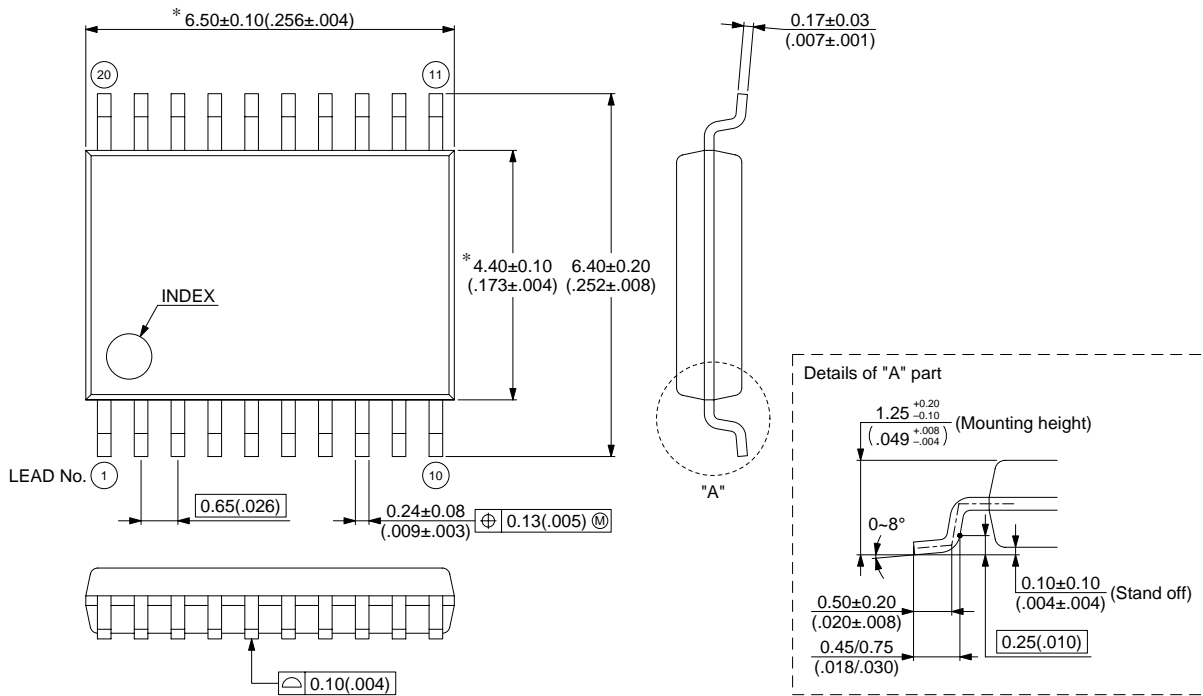 * 6.50±0.10(.256±.004)
0.17±0.03
(.007±.001)
20
11
* 4.40±0.10
(.173±.004)
6.40±0.20
(.252±.008)
INDEX
LEAD No.
1
10
"A"
0.65(.026)
0.24±0.08
(.009±.003)
⌖ 0.13(.005) Ⓜ
⌓ 0.10(.004)
Details of "A" part
1.25 +0.20 −0.10
(.049 +.008 −.004)
(Mounting height)
0~8°
0.50±0.20
(.020±.008)
0.45/0.75
(.018/.030)
0.10±0.10
(.004±.004)
(Stand off)
0.25(.010)